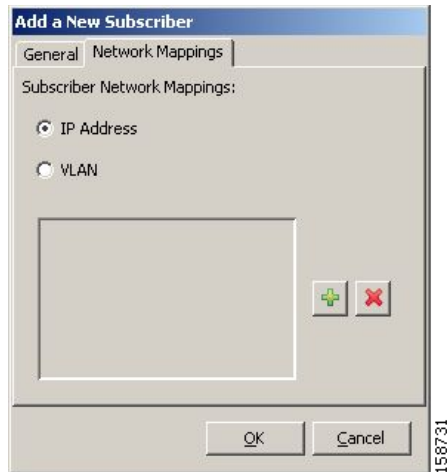 Add a New Subscriber
General Network Mappings
Subscriber Network Mappings:
IP Address
VLAN
OK Cancel
158731